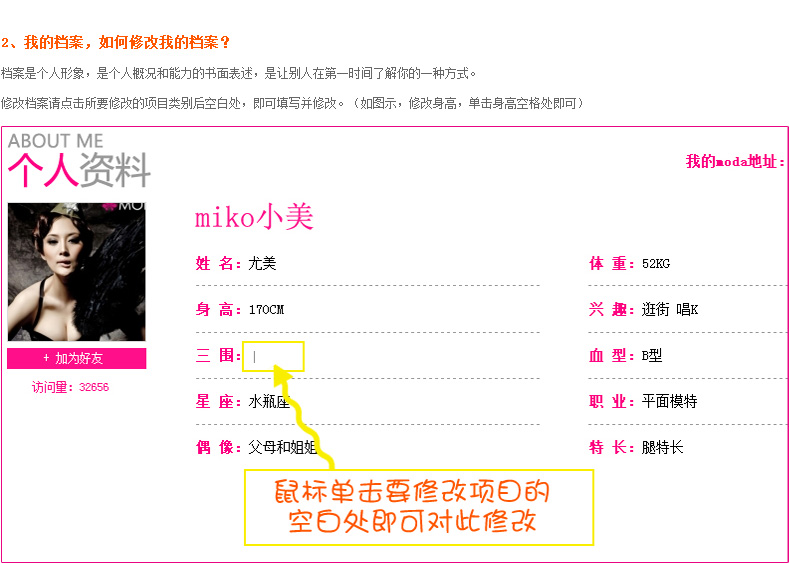 2、我的档案，如何修改我的档案？
档案是个人形象，是个人概况和能力的书面表述，是让别人在第一时间了解你的一种方式。
修改档案请点击所要修改的项目类别后空白处，即可填写并修改。（如图示，修改身高，单击身高空格处即可）
ABOUT ME
个人资料
我的moda地址：
miko小美
姓 名：尤美
体 重：52KG
身 高：170CM
兴 趣：逛街 唱K
三 围：
血 型：B型
+ 加为好友
访问量：32656
星 座：水瓶座
职 业：平面模特
偶 像：父母和姐姐
特 长：腿特长
鼠标单击要修改项目的
空白处即可对此修改